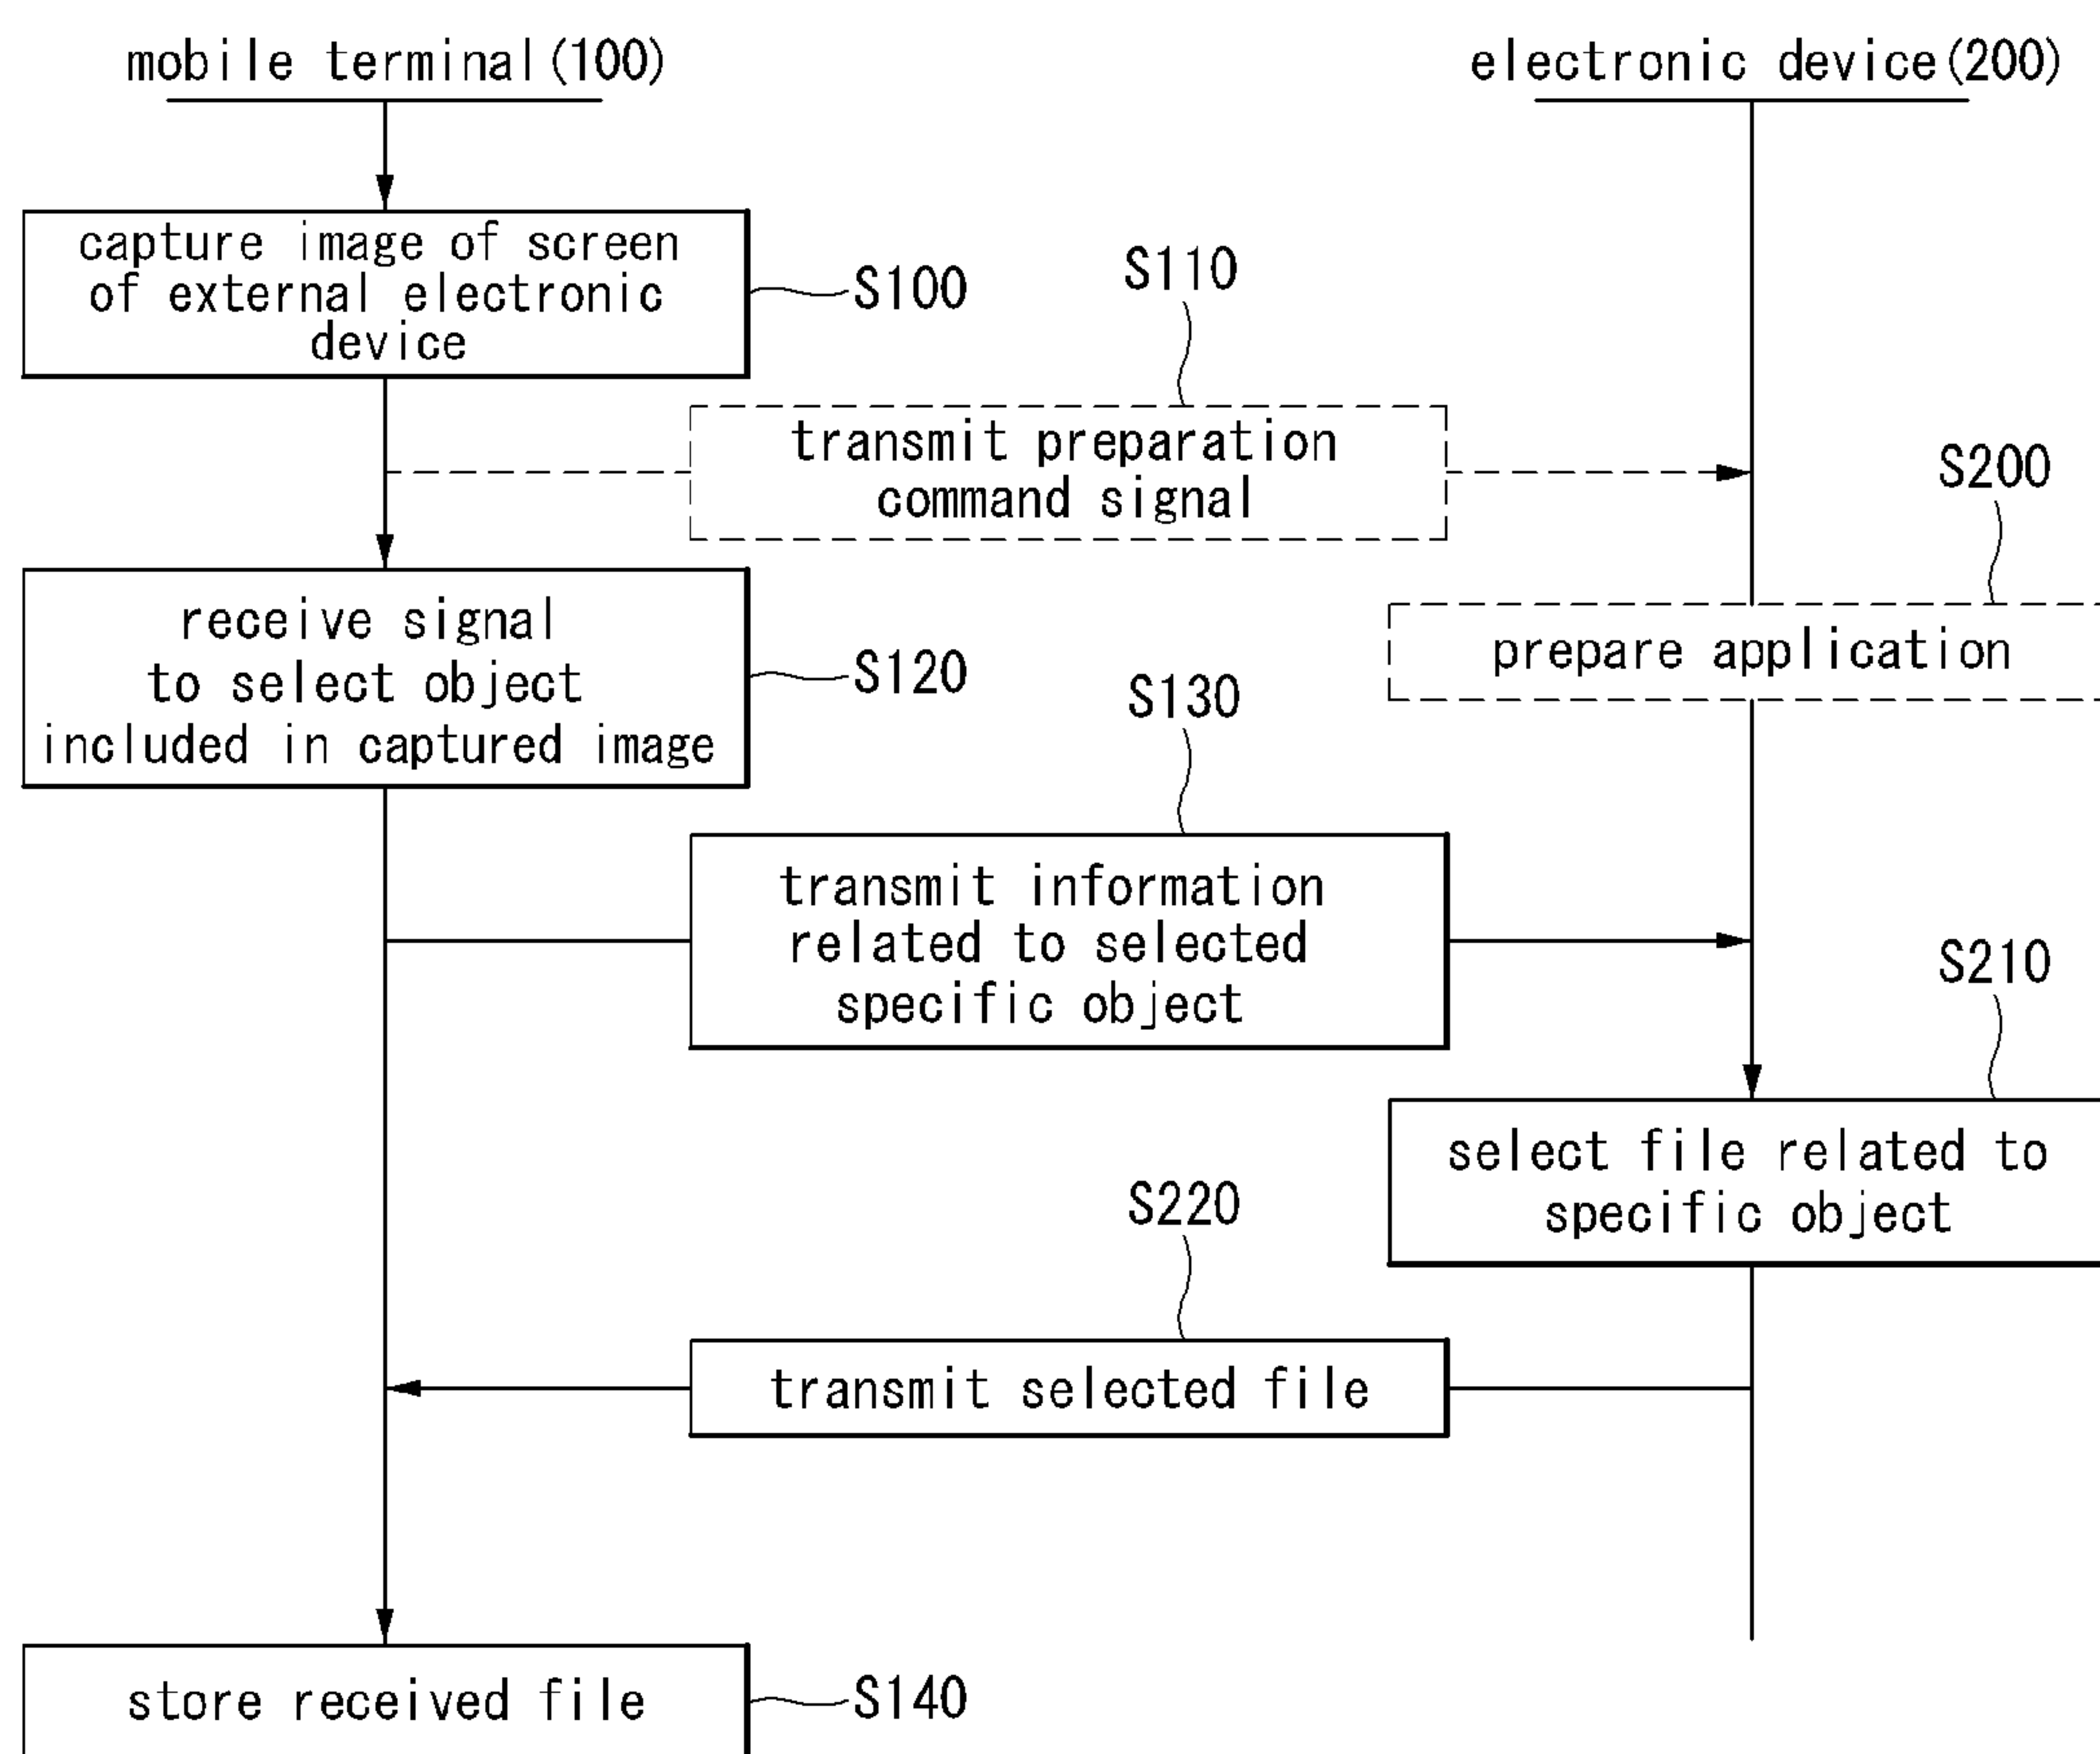 mobile terminal(100)
electronic device(200)
capture image of screen
of external electronic
device
S100
S110
transmit preparation
command signal
S200
prepare application
receive signal
to select object
included in captured image
S120
S130
transmit information
related to selected
specific object
S210
select file related to
specific object
S220
transmit selected file
store received file
S140